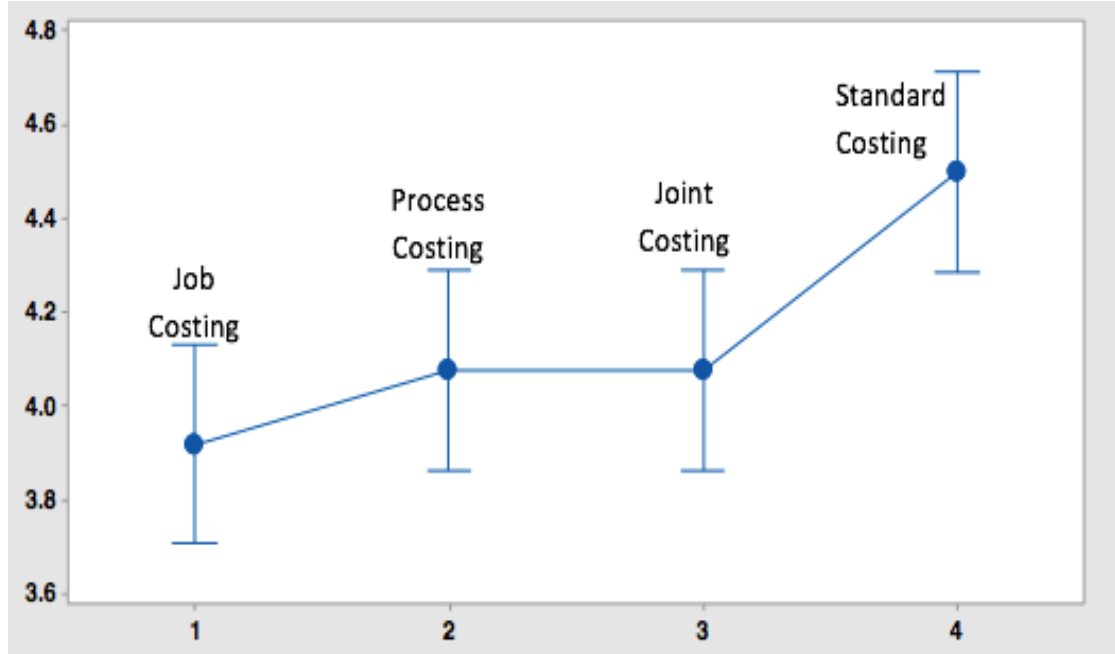 4.8
4.6
4.4
4.2
4.0
3.8
3.6
Job
Costing
Process
Costing
Joint
Costing
Standard
Costing
1
2
3
4